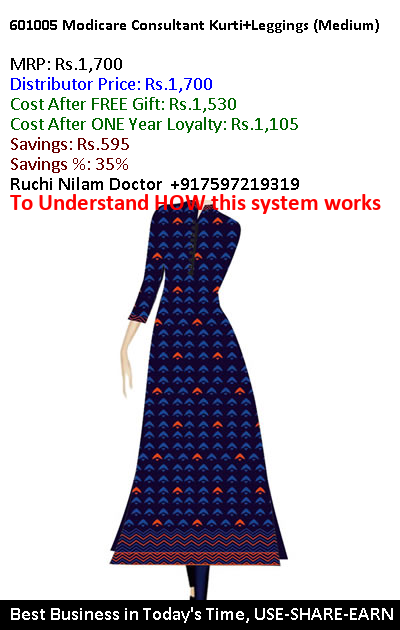 601005 Modicare Consultant Kurti+Leggings (Medium)
MRP: Rs.1,700
Distributor Price: Rs.1,700
Cost After FREE Gift: Rs.1,530
Cost After ONE Year Loyalty: Rs.1,105
Savings: Rs.595
Savings %: 35%
Ruchi Nilam Doctor +917597219319
To Understand HOW this system works
Best Business in Today's Time, USE-SHARE-EARN